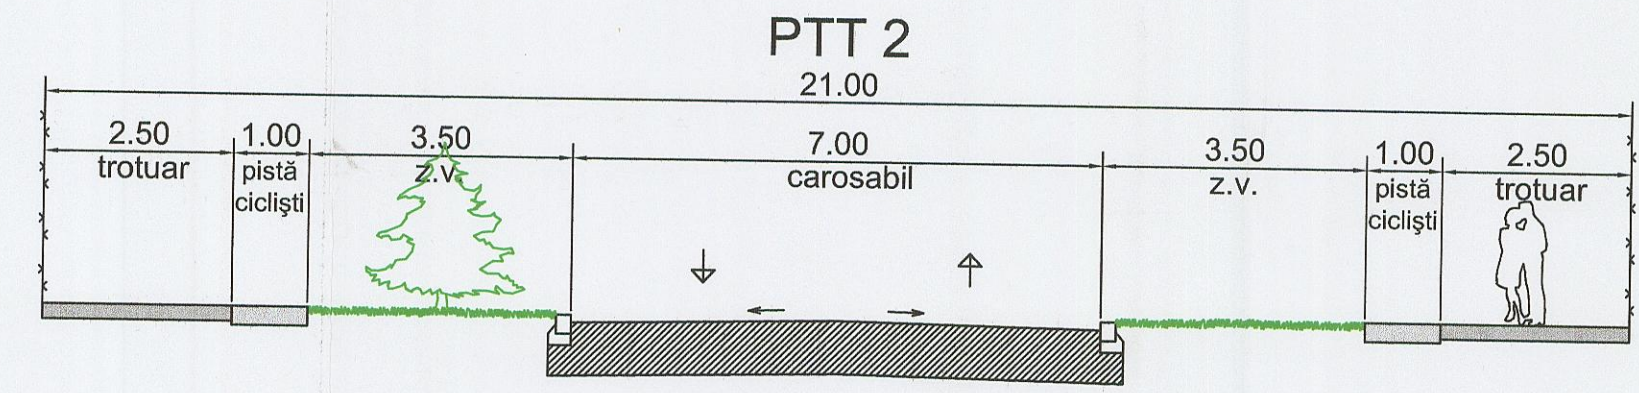 PTT 2
21.00
2.50 1.00 3.50 7.00 3.50 1.00 2.50
trotuar pistă ciclişti z.v. carosabil z.v. pistă ciclişti trotuar